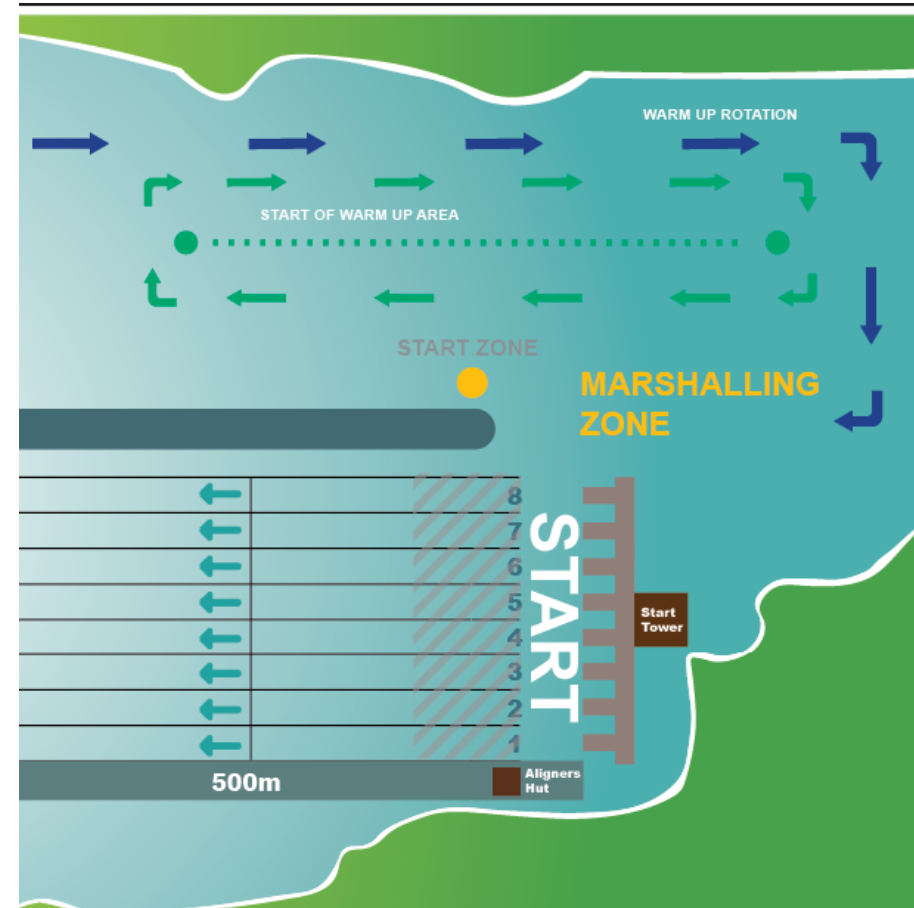 WARM UP ROTATION
START OF WARM UP AREA
START ZONE
MARSHALLING
ZONE
8
7
6
5
4
3
2
1
START
Start
Tower
500m
Aligners
Hut